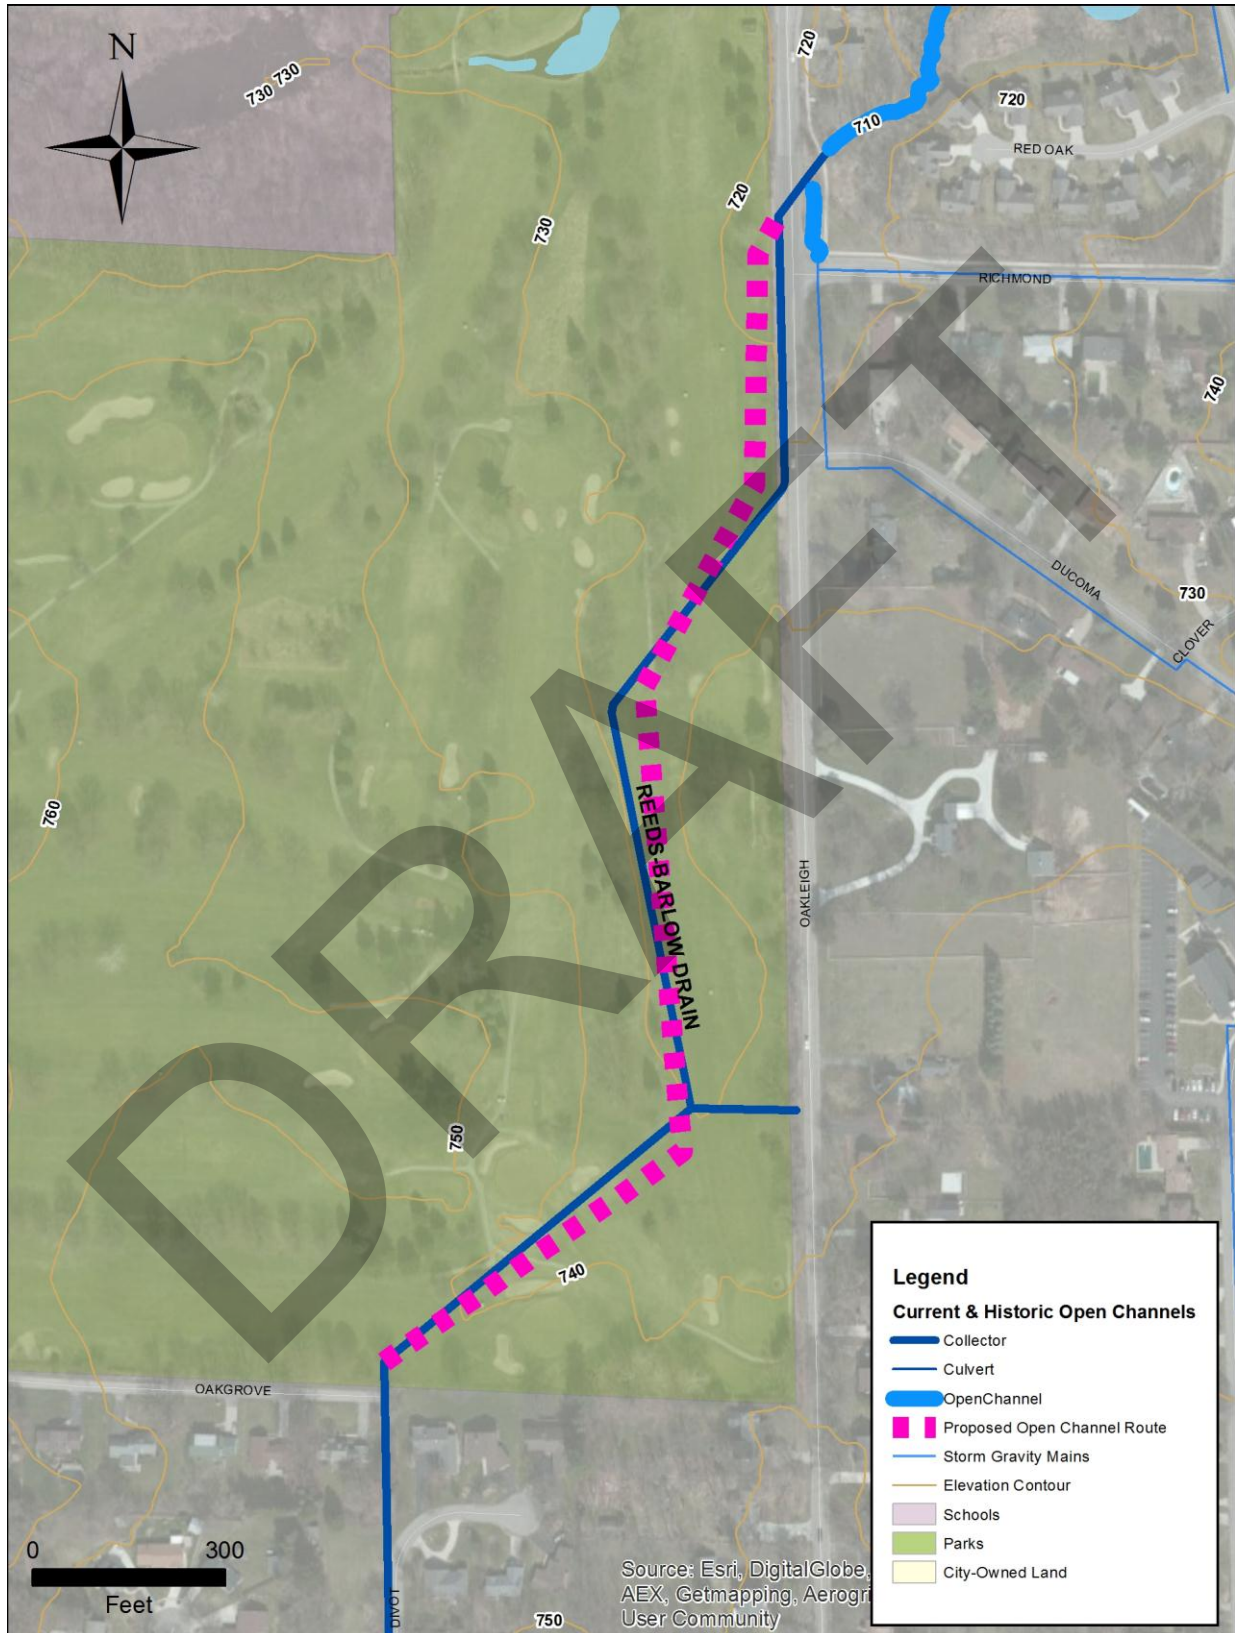 N
730
730
720
710
720
RED OAK
720
730
RICHMOND
740
DUCOMA
730
CLOVER
760
REEDS-BARLOW DRAIN
OAKLEIGH
DRAFT
750
740
OAKGROVE
DIVOT
750
0 300
Feet
Source: Esri, DigitalGlobe,
AEX, Getmapping, Aerogri
User Community
Legend
Current & Historic Open Channels
Collector
Culvert
OpenChannel
Proposed Open Channel Route
Storm Gravity Mains
Elevation Contour
Schools
Parks
City-Owned Land